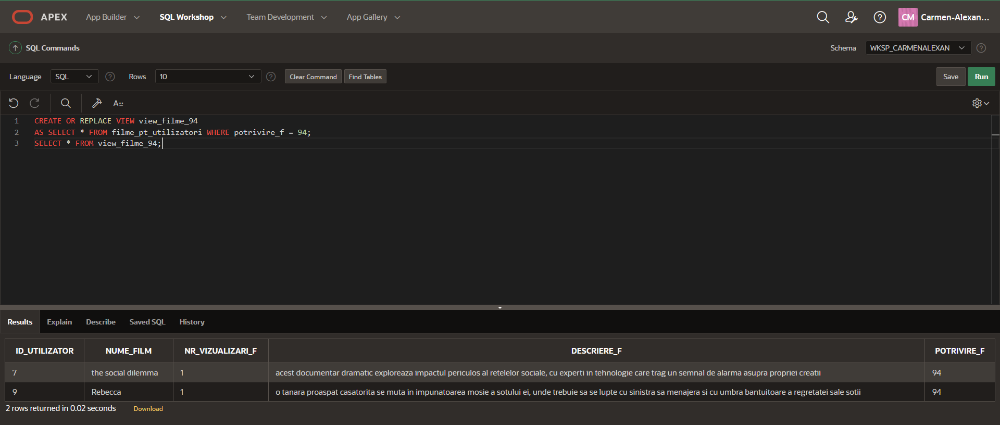 APEX App Builder SQL Workshop Team Development App Gallery CM Carmen-Alexan...
SQL Commands Schema WKSP_CARMENALEXAN
Language SQL Rows 10 Clear Command Find Tables Save Run
A::
1 CREATE OR REPLACE VIEW view_filme_94
2 AS SELECT * FROM filme_pt_utilizatori WHERE potrivire_f = 94;
3 SELECT * FROM view_filme_94;
Results Explain Describe Saved SQL History
ID_UTILIZATOR NUME_FILM NR_VIZUALIZARI_F DESCRIERE_F POTRIVIRE_F
7 the social dilemma 1 acest documentar dramatic exploreaza impactul periculos al retelelor sociale, cu experti in tehnologie care trag un semnal de alarma asupra propriei creatii 94
9 Rebecca 1 o tanara proaspat casatorita se muta in impunatoarea mosie a sotului ei, unde trebuie sa se lupte cu sinistra sa menajera si cu umbra bantuitoare a regretatei sale sotii 94
2 rows returned in 0.02 seconds Download